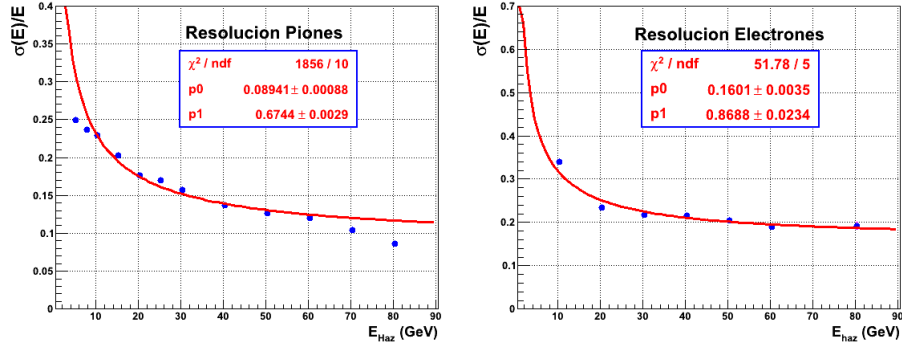 σ(E)/E
Resolucion Piones
χ² / ndf 1856 / 10
p0 0.08941 ± 0.00088
p1 0.6744 ± 0.0029
0.4
0.35
0.3
0.25
0.2
0.15
0.1
0.05
0
10 20 30 40 50 60 70 80 90
E_Haz (GeV)
σ(E)/E
Resolucion Electrones
χ² / ndf 51.78 / 5
p0 0.1601 ± 0.0035
p1 0.8688 ± 0.0234
0.7
0.6
0.5
0.4
0.3
0.2
0.1
0
10 20 30 40 50 60 70 80 90
E_haz (GeV)